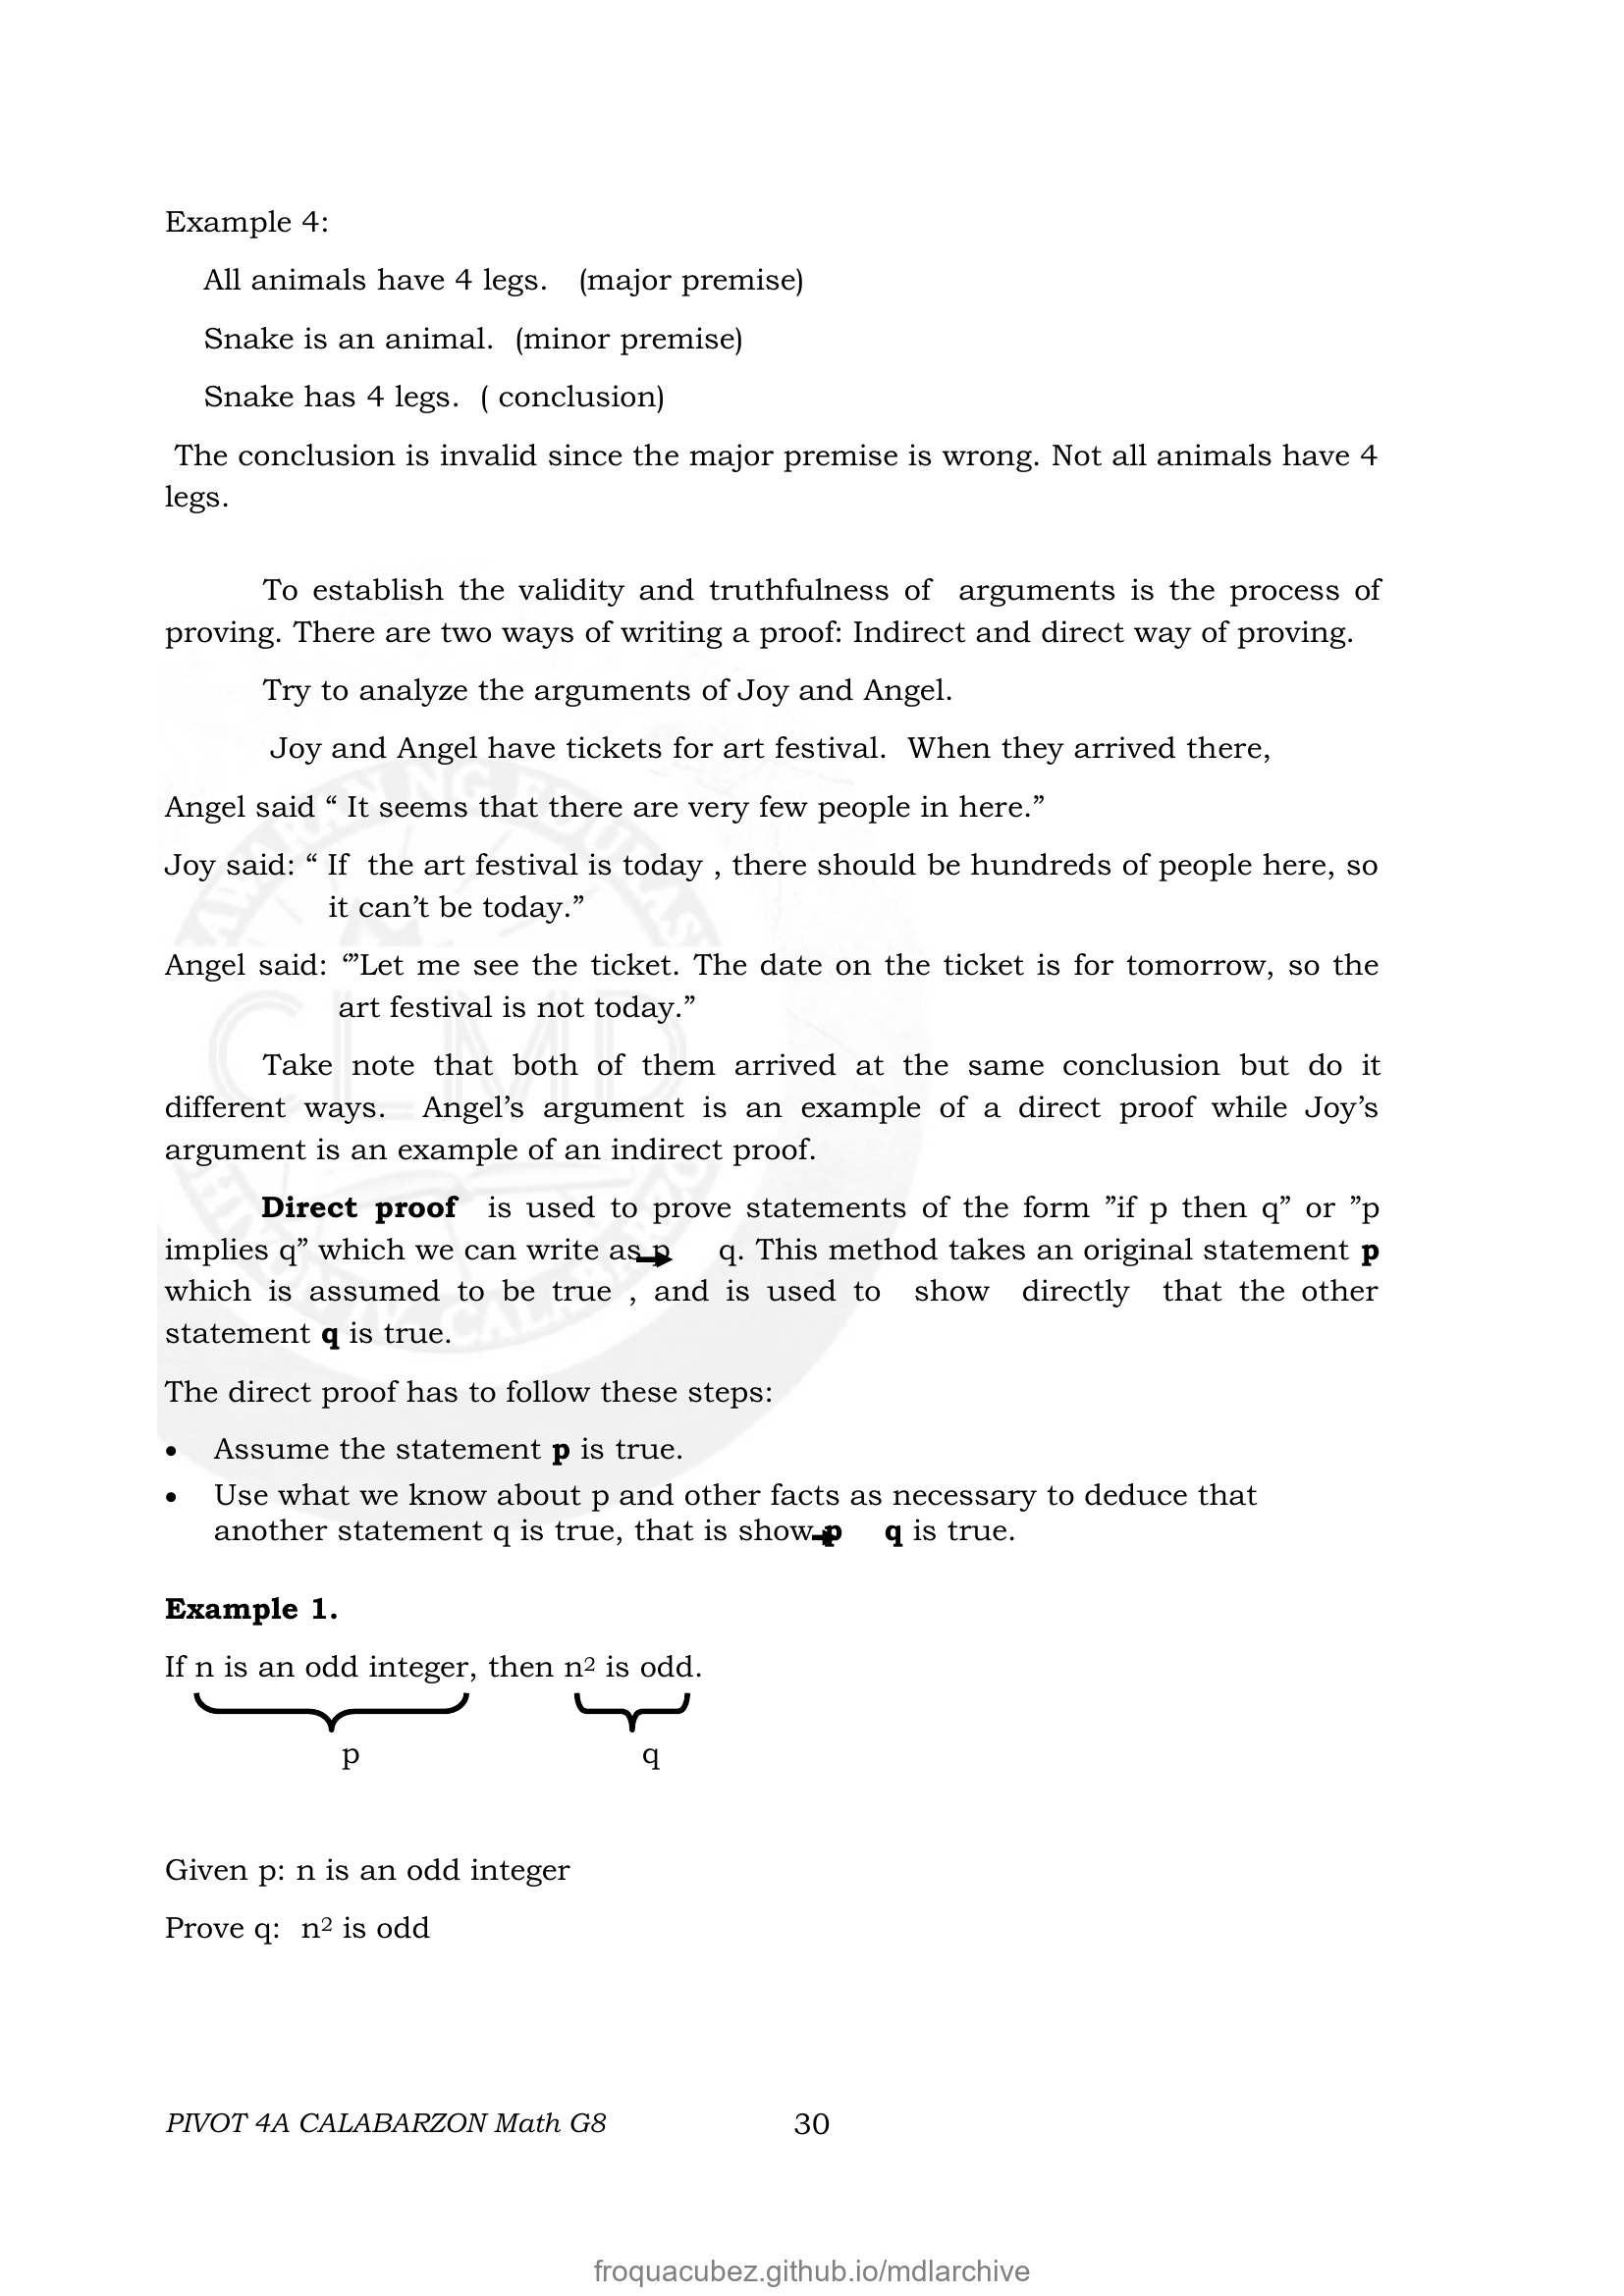 Example 4:
All animals have 4 legs. (major premise)
Snake is an animal. (minor premise)
Snake has 4 legs. ( conclusion)
The conclusion is invalid since the major premise is wrong. Not all animals have 4
legs.
To establish the validity and truthfulness of arguments is the process of
proving. There are two ways of writing a proof: Indirect and direct way of proving.
Try to analyze the arguments of Joy and Angel.
Joy and Angel have tickets for art festival. When they arrived there,
Angel said “ It seems that there are very few people in here.”
Joy said: “ If the art festival is today , there should be hundreds of people here, so
it can’t be today.”
Angel said: “”Let me see the ticket. The date on the ticket is for tomorrow, so the
art festival is not today.”
Take note that both of them arrived at the same conclusion but do it
different ways. Angel’s argument is an example of a direct proof while Joy’s
argument is an example of an indirect proof.
Direct proof is used to prove statements of the form ”if p then q” or ”p
implies q” which we can write as p → q. This method takes an original statement p
which is assumed to be true , and is used to show directly that the other
statement q is true.
The direct proof has to follow these steps:
• Assume the statement p is true.
• Use what we know about p and other facts as necessary to deduce that
another statement q is true, that is show p → q is true.
Example 1.
If n is an odd integer, then n² is odd.
p q
Given p: n is an odd integer
Prove q: n² is odd
PIVOT 4A CALABARZON Math G8 30
froquacubez.github.io/mdlarchive
CLMD